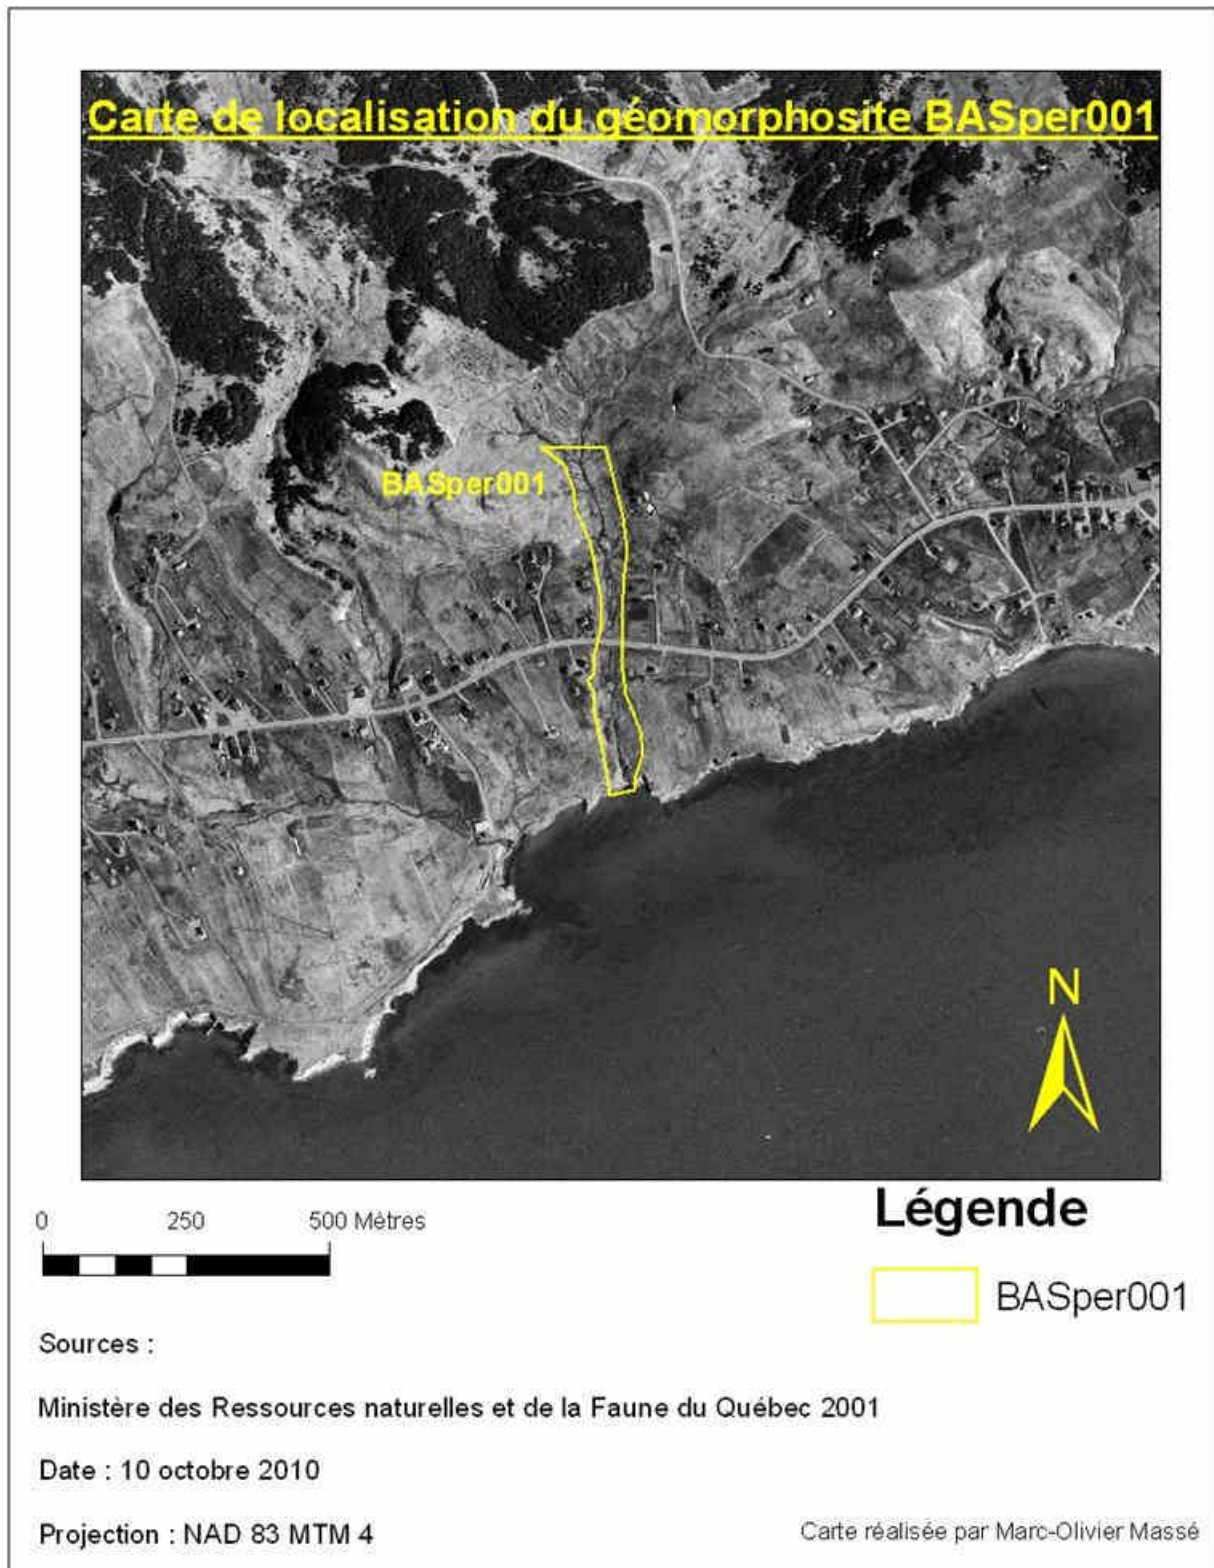 Carte de localisation du géomorphosite BASper001
BASper001
N
0 250 500 Mètres
Légende
BASper001
Sources :
Ministère des Ressources naturelles et de la Faune du Québec 2001
Date : 10 octobre 2010
Projection : NAD 83 MTM 4
Carte réalisée par Marc-Olivier Massé